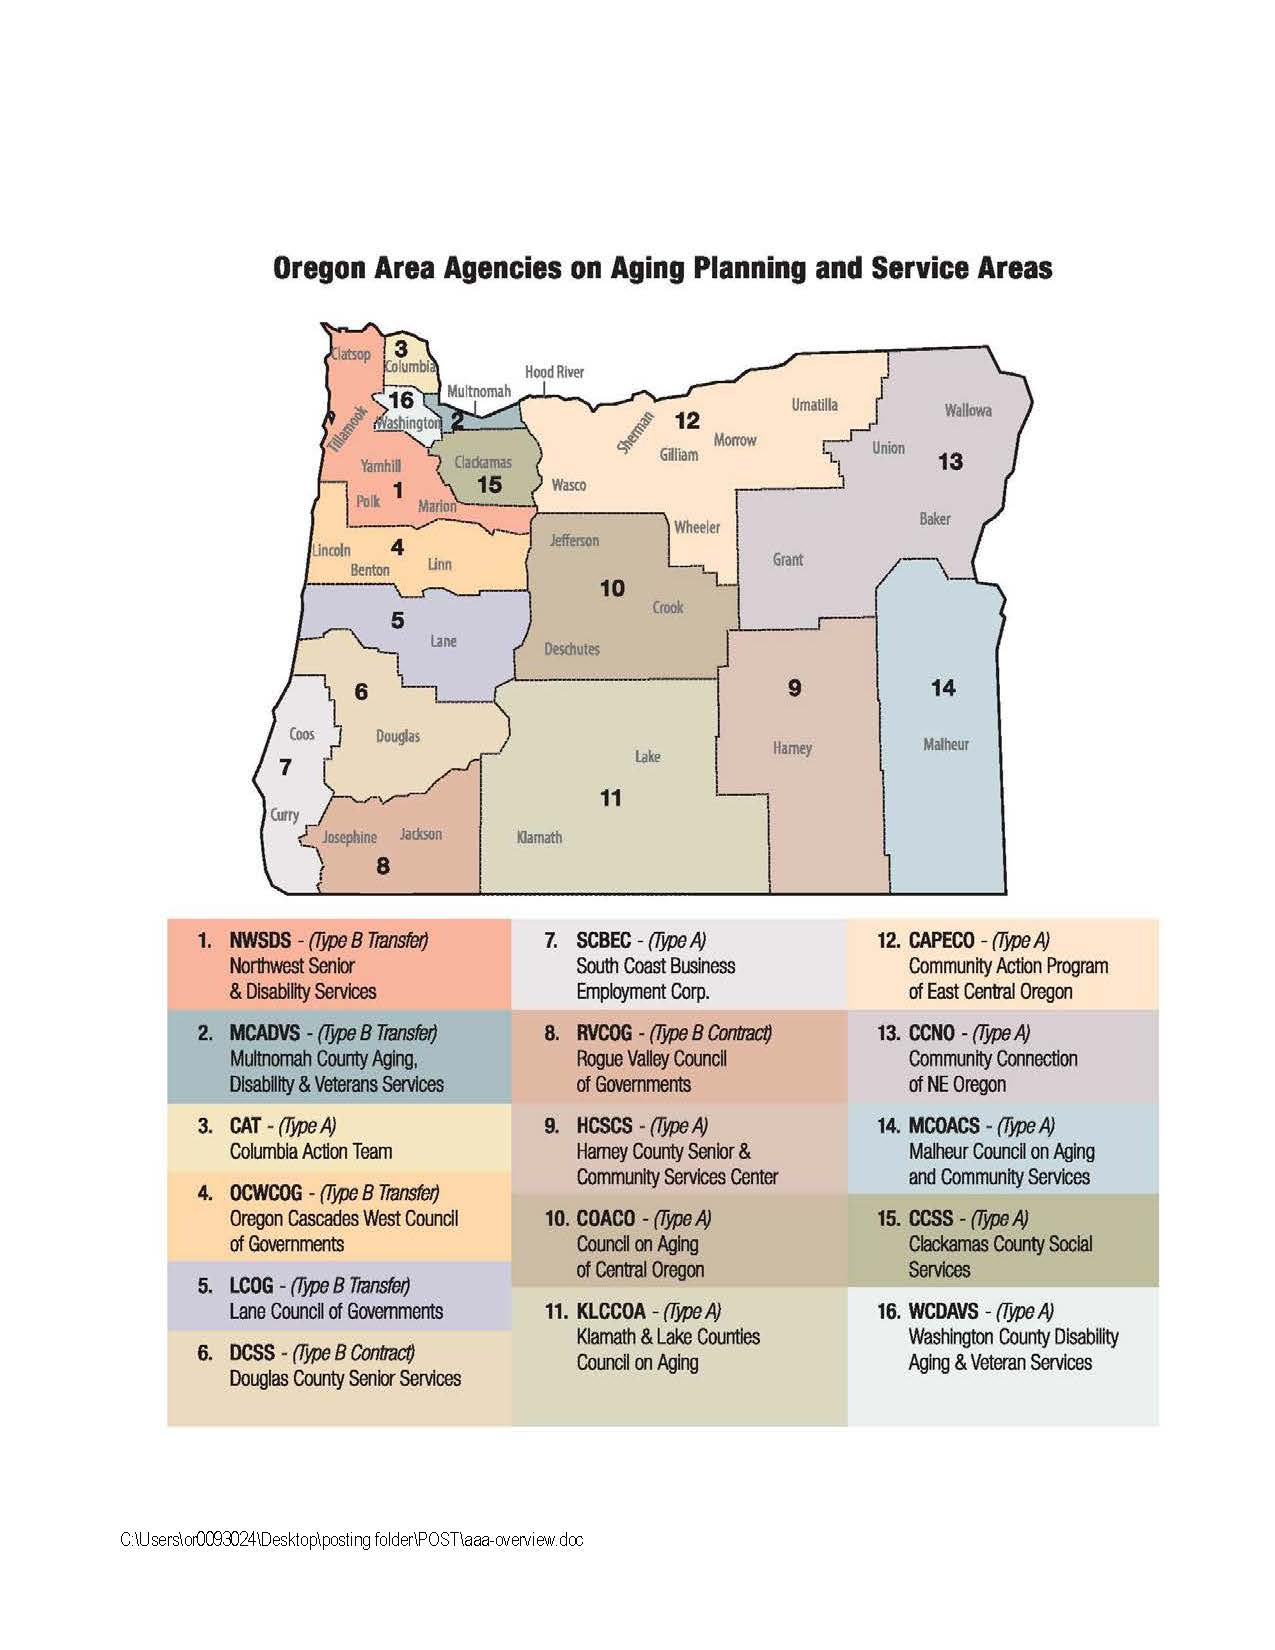 Oregon Area Agencies on Aging Planning and Service Areas
Clatsop
3
Columbia
Hood River
Multnomah
16
Washington
2
Tillamook
Sherman
12
Umatilla
Wallowa
Morrow
Gilliam
Union
13
Yamhill
Clackamas
15
1
Polk
Marion
Wasco
Wheeler
Baker
Jefferson
Lincoln
4
Benton
Linn
Grant
10
Crook
5
Lane
Deschutes
6
9
14
Coos
Douglas
Lake
Harney
Malheur
7
11
Curry
Josephine
Jackson
Klamath
8
1. NWSDS - (Type B Transfer)
Northwest Senior
& Disability Services
2. MCADVS - (Type B Transfer)
Multnomah County Aging,
Disability & Veterans Services
3. CAT - (Type A)
Columbia Action Team
4. OCWCOG - (Type B Transfer)
Oregon Cascades West Council
of Governments
5. LCOG - (Type B Transfer)
Lane Council of Governments
6. DCSS - (Type B Contract)
Douglas County Senior Services
7. SCBEC - (Type A)
South Coast Business
Employment Corp.
8. RVCOG - (Type B Contract)
Rogue Valley Council
of Governments
9. HCSCS - (Type A)
Harney County Senior &
Community Services Center
10. COACO - (Type A)
Council on Aging
of Central Oregon
11. KLCCOA - (Type A)
Klamath & Lake Counties
Council on Aging
12. CAPECO - (Type A)
Community Action Program
of East Central Oregon
13. CCNO - (Type A)
Community Connection
of NE Oregon
14. MCOACS - (Type A)
Malheur Council on Aging
and Community Services
15. CCSS - (Type A)
Clackamas County Social
Services
16. WCDAVS - (Type A)
Washington County Disability
Aging & Veteran Services
C:\Users\or0093024\Desktop\posting folder\POST\aaa-overview.doc